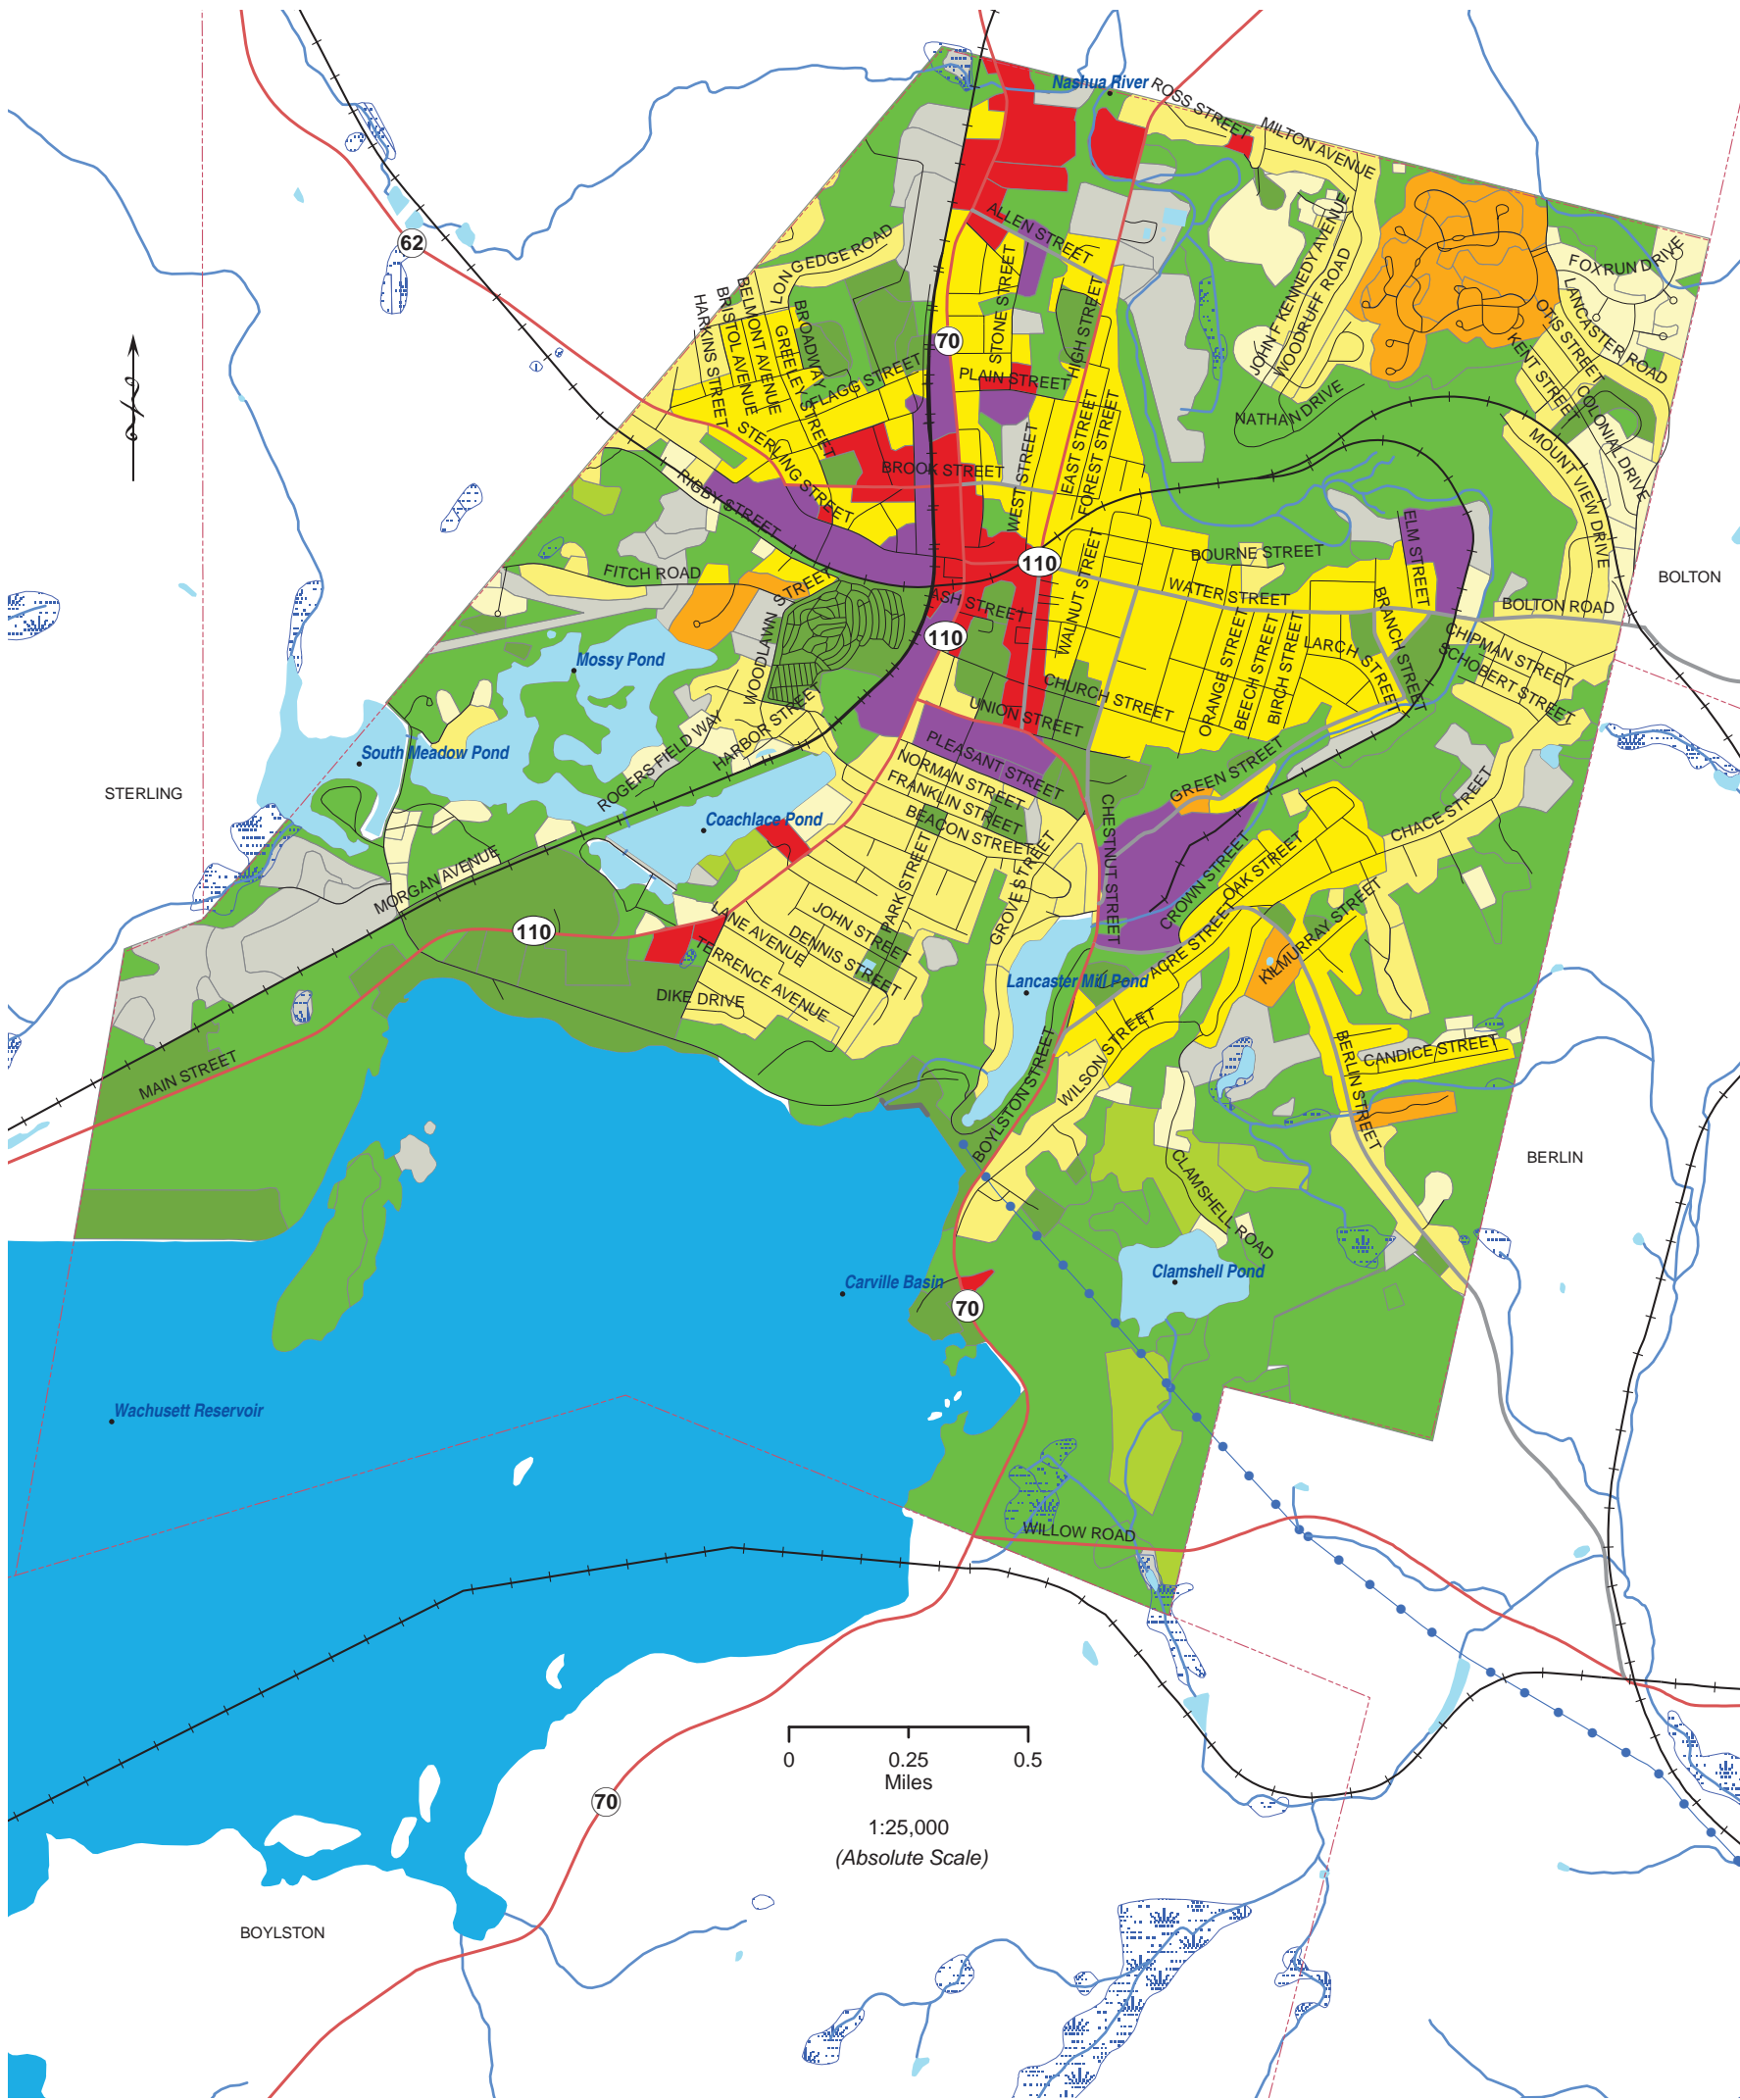 Nashua River
ROSS STREET
MILTON AVENUE
ALLEN STREET
62
LONGEDGE ROAD
JOHN F KENNEDY AVENUE
WOODRUFF ROAD
FOXRUN DRIVE
LANCASTER ROAD
OTIS STREET
KENT STREET
COLONIAL DRIVE
HARKINS STREET
BRISTOL AVENUE
BELMONT AVENUE
GREELEY STREET
BROADWAY
FLAGG STREET
70
STONE STREET
HIGH STREET
PLAIN STREET
NATHAN DRIVE
MOUNT VIEW DRIVE
STERLING STREET
BROOK STREET
WEST STREET
EAST STREET
FOREST STREET
RIGBY STREET
ELM STREET
110
BOURNE STREET
FITCH ROAD
STREET
WATER STREET
BOLTON
BOLTON ROAD
ASH STREET
WALNUT STREET
BRANCH STREET
110
CHIPMAN STREET
SCHOBERT STREET
LARCH STREET
ORANGE STREET
BEECH STREET
BIRCH STREET
Mossy Pond
WOODLAWN
CHURCH STREET
UNION STREET
HARBOR STREET
ROGERS FIELD WAY
South Meadow Pond
PLEASANT STREET
NORMAN STREET
FRANKLIN STREET
BEACON STREET
GREEN STREET
STERLING
CHESTNUT STREET
CHASE STREET
Coachlace Pond
MORGAN AVENUE
PARK STREET
GROVE STREET
CROWN STREET
OAK STREET
ACRE STREET
KILMURRAY STREET
110
LANE AVENUE
JOHN STREET
DENNIS STREET
TERRENCE AVENUE
DIKE DRIVE
Lancaster Mill Pond
MAIN STREET
WILSON STREET
BOYLSTON STREET
BERLIN STREET
CANDICE STREET
BERLIN
CLAMSHELL ROAD
Clamshell Pond
Carville Basin
70
Wachusett Reservoir
WILLOW ROAD
0 0.25 0.5
Miles
1:25,000
(Absolute Scale)
70
BOYLSTON